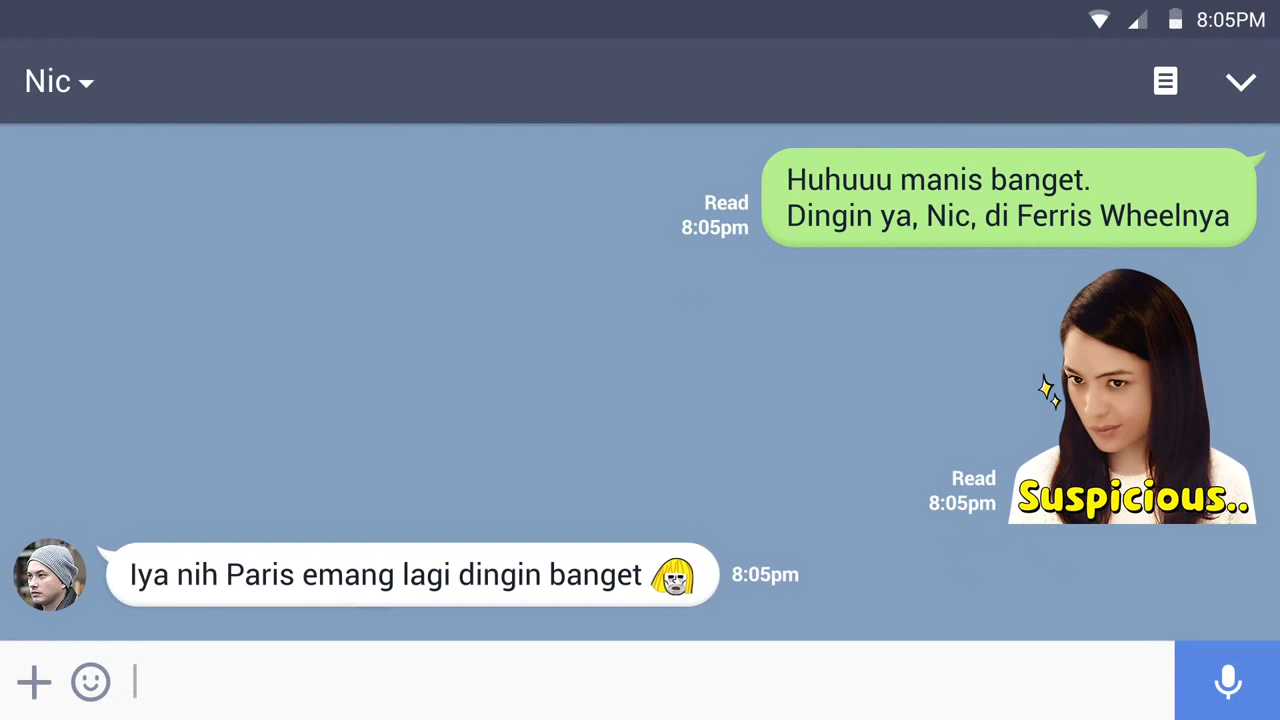 8:05PM
Nic
Huhuuu manis banget.
Dingin ya, Nic, di Ferris Wheelnya
Read
8:05pm
Suspicious..
Read
8:05pm
Iya nih Paris emang lagi dingin banget
8:05pm